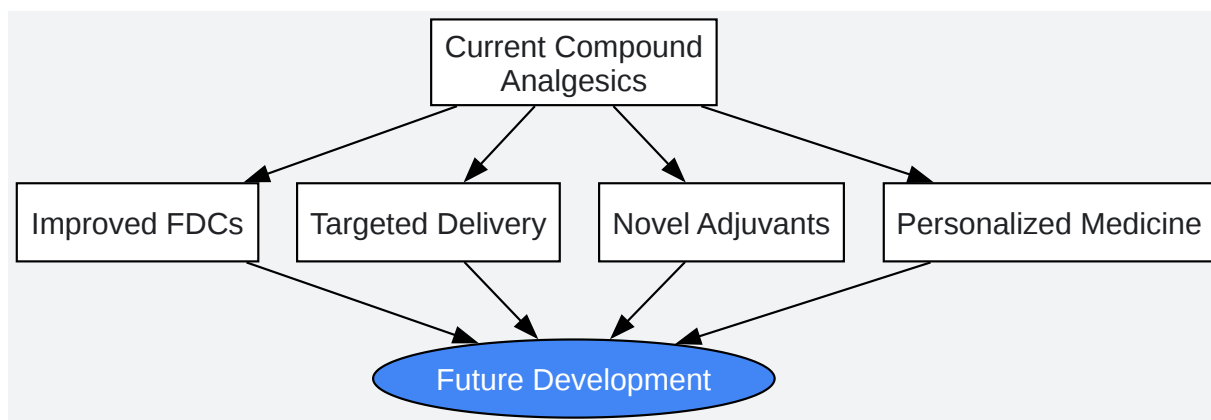 Current Compound
Analgesics
Improved FDCs
Targeted Delivery
Novel Adjuvants
Personalized Medicine
Future Development